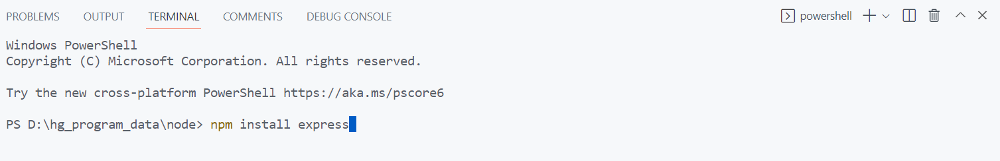 PROBLEMS OUTPUT TERMINAL COMMENTS DEBUG CONSOLE powershell
Windows PowerShell
Copyright (C) Microsoft Corporation. All rights reserved.
Try the new cross-platform PowerShell https://aka.ms/pscore6
PS D:\hg_program_data\node> npm install express